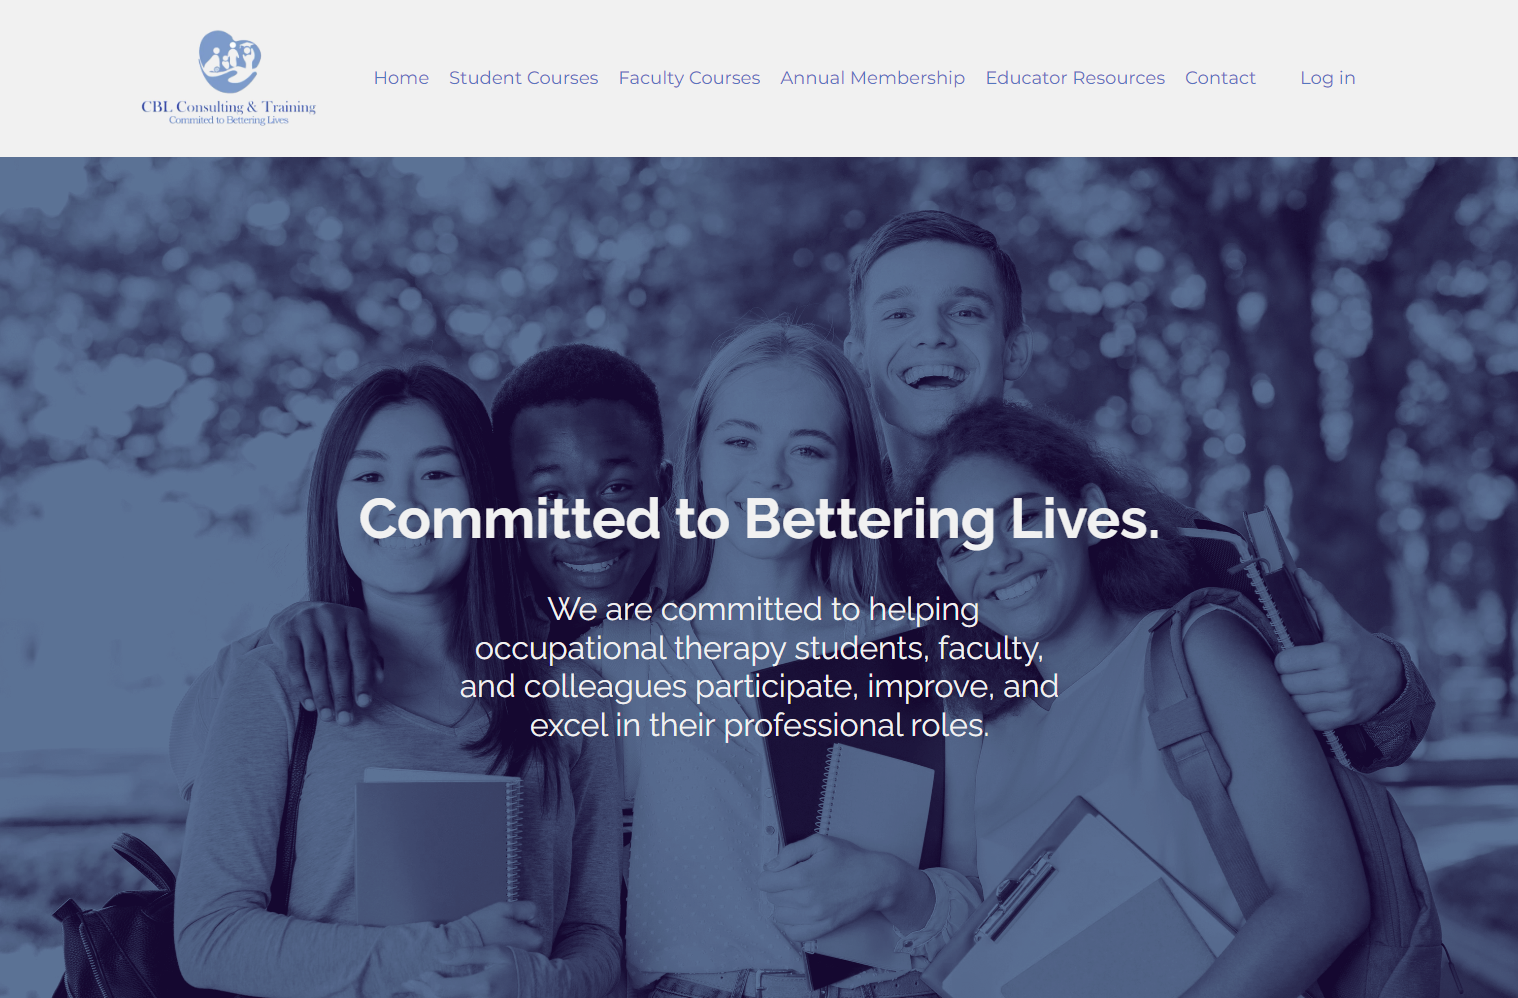 CBL Consulting & Training
Commited to Bettering Lives
Home Student Courses Faculty Courses Annual Membership Educator Resources Contact Log in
Committed to Bettering Lives.
We are committed to helping
occupational therapy students, faculty,
and colleagues participate, improve, and
excel in their professional roles.